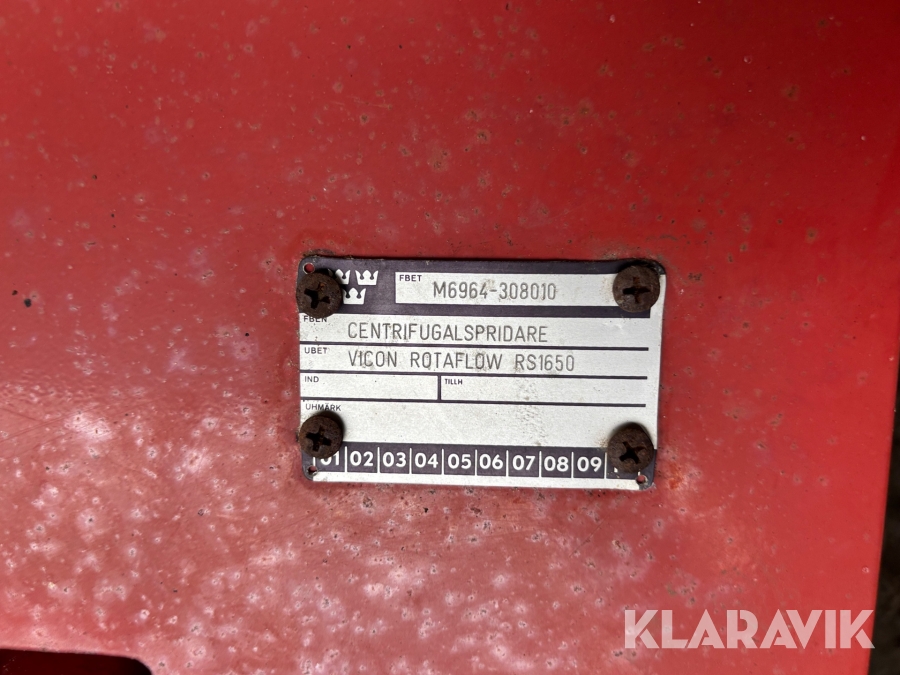 FBET M6964-308010
FBEN CENTRIFUGALSPRIDARE
UBET VICON ROTAFLOW RS1650
IND TILLH
UHMÄRK
01 02 03 04 05 06 07 08 09
KLARAVIK